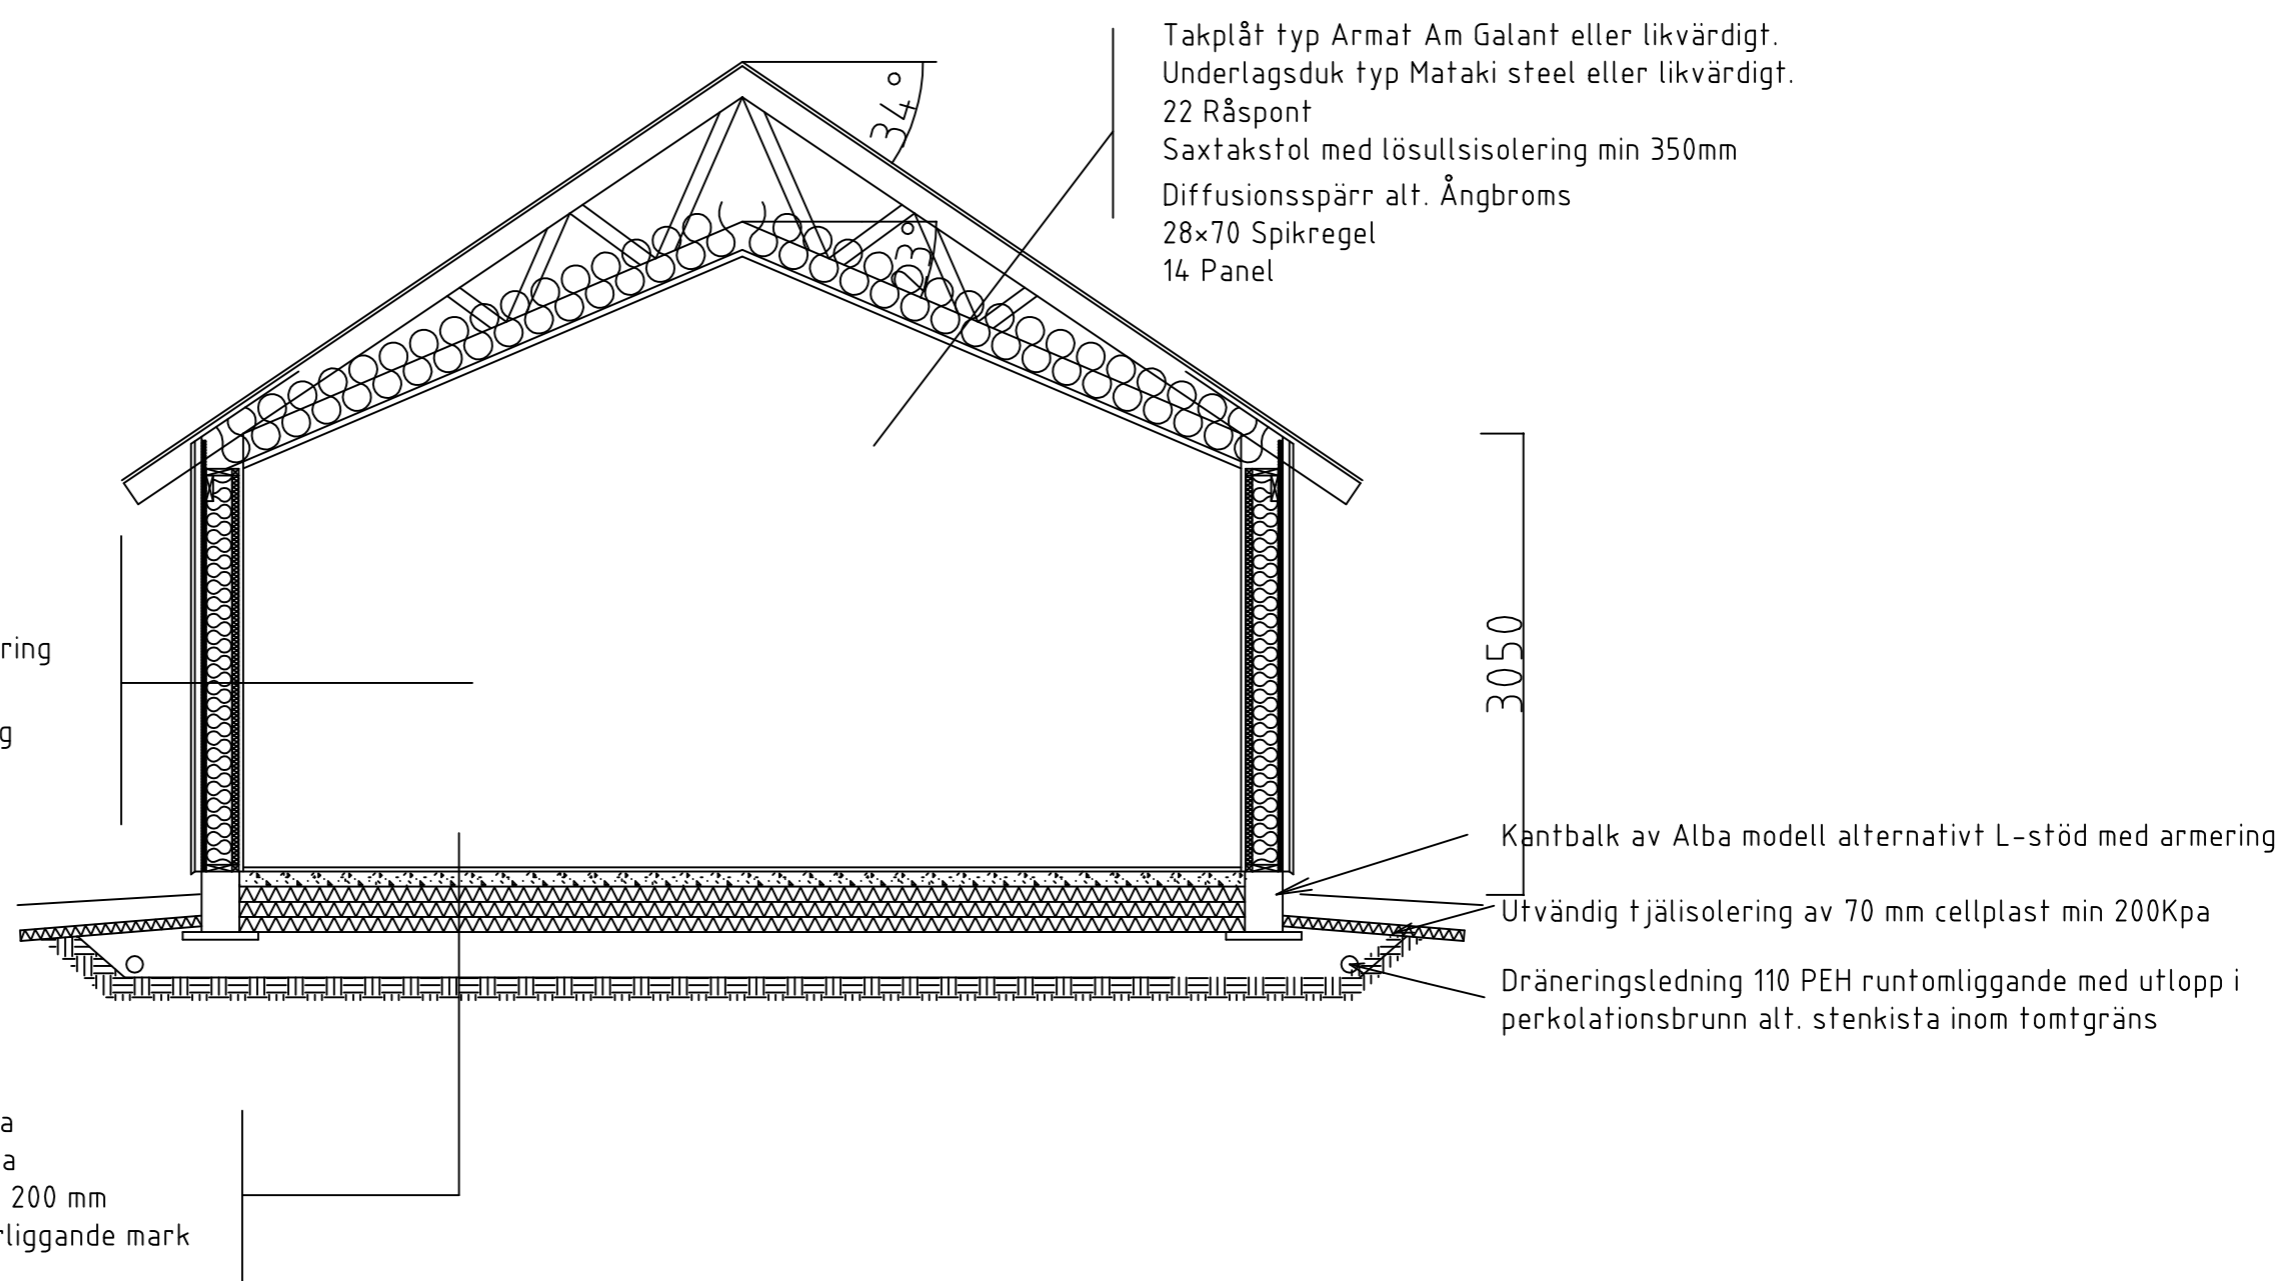 Takplåt typ Armat Am Galant eller likvärdigt.
Underlagsduk typ Mataki steel eller likvärdigt.
22 Råspont
Saxtakstol med lösullsisolering min 350mm
Diffusionsspärr alt. Ångbroms
28×70 Spikregel
14 Panel
34°
3050
ring
g
Kantbalk av Alba modell alternativt L-stöd med armering
Utvändig tjälisolering av 70 mm cellplast min 200Kpa
Dräneringsledning 110 PEH runtomliggande med utlopp i
perkolationsbrunn alt. stenkista inom tomtgräns
a
a
200 mm
rliggande mark